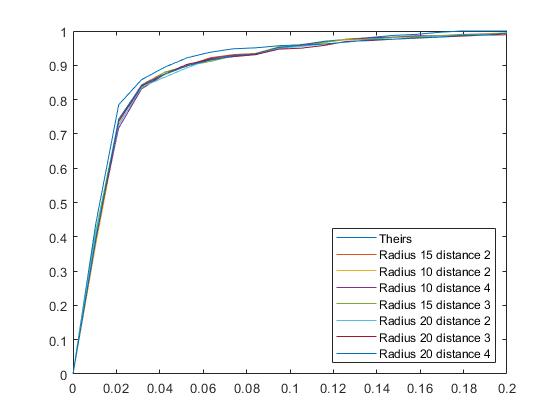 1
0.9
0.8
0.7
0.6
0.5
0.4
0.3
0.2
0.1
0
Theirs
Radius 15 distance 2
Radius 10 distance 2
Radius 10 distance 4
Radius 15 distance 3
Radius 20 distance 2
Radius 20 distance 3
Radius 20 distance 4
0 0.02 0.04 0.06 0.08 0.1 0.12 0.14 0.16 0.18 0.2